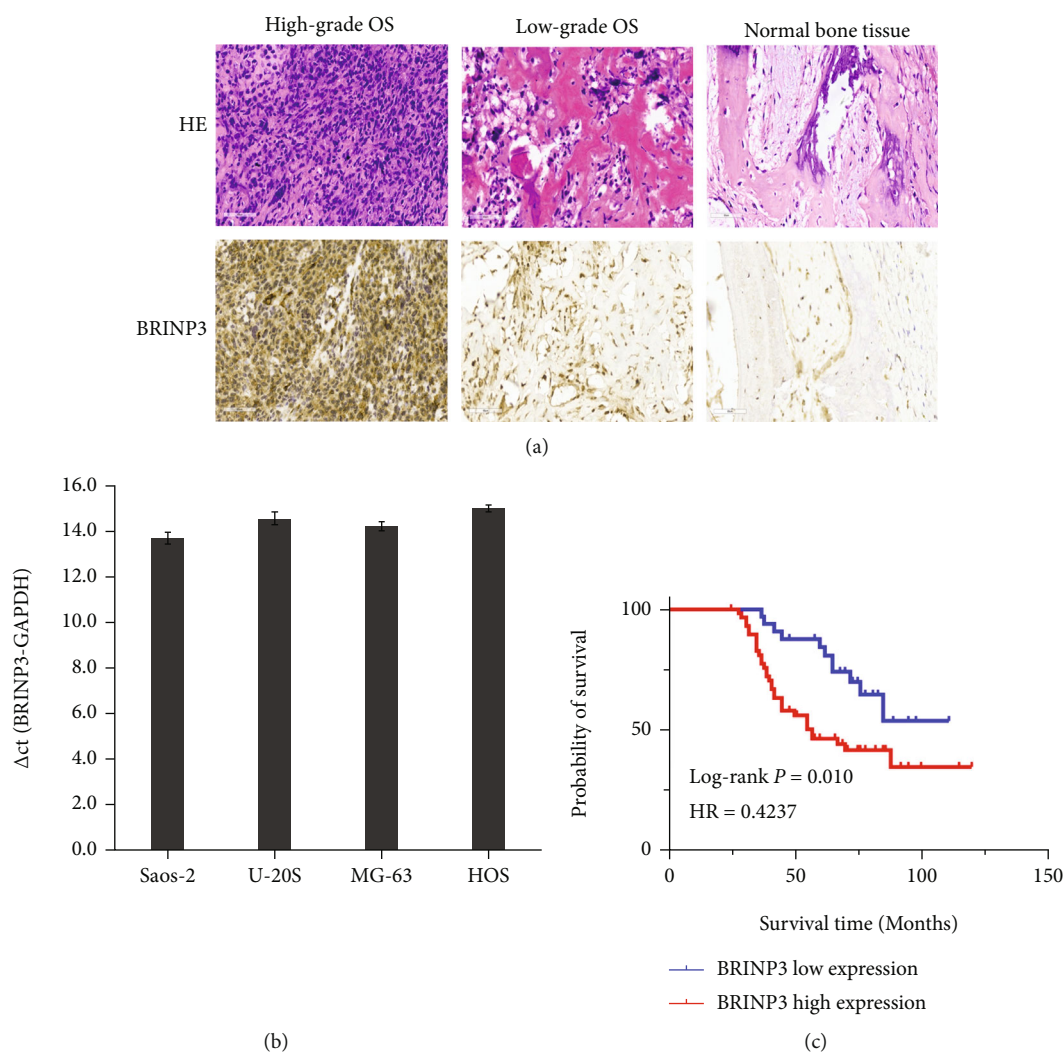 High-grade OS
Low-grade OS
Normal bone tissue
HE
BRINP3
(a)
16.0
14.0
12.0
10.0
8.0
6.0
4.0
2.0
0.0
Δct (BRINP3-GAPDH)
Saos-2
U-20S
MG-63
HOS
(b)
100
50
0
Probability of survival
Log-rank P = 0.010
HR = 0.4237
0
50
100
150
Survival time (Months)
BRINP3 low expression
BRINP3 high expression
(c)